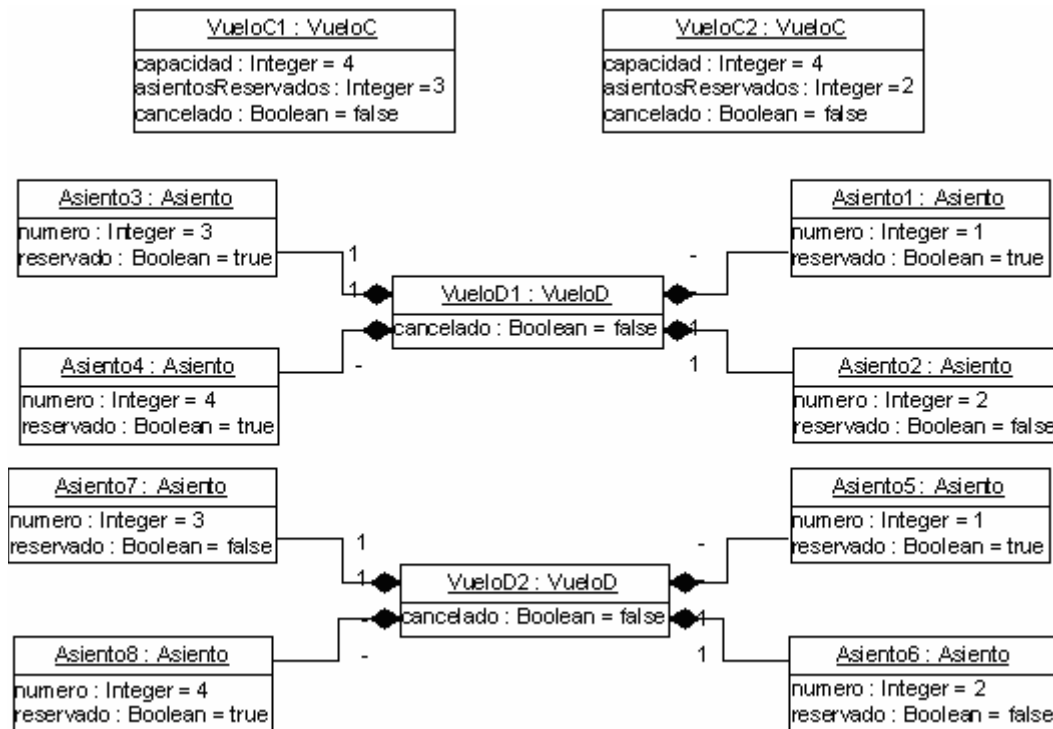 VueloC1 : VueloC
capacidad : Integer = 4
asientosReservados : Integer =3
cancelado : Boolean = false
VueloC2 : VueloC
capacidad : Integer = 4
asientosReservados : Integer =2
cancelado : Boolean = false
Asiento3 : Asiento
numero : Integer = 3
reservado : Boolean = true
Asiento1 : Asiento
numero : Integer = 1
reservado : Boolean = true
1
-
1
VueloD1 : VueloD
cancelado : Boolean = false
1
-
1
Asiento4 : Asiento
numero : Integer = 4
reservado : Boolean = true
Asiento2 : Asiento
numero : Integer = 2
reservado : Boolean = false
Asiento7 : Asiento
numero : Integer = 3
reservado : Boolean = false
Asiento5 : Asiento
numero : Integer = 1
reservado : Boolean = true
1
-
1
VueloD2 : VueloD
-
cancelado : Boolean = false
1
-
1
Asiento8 : Asiento
numero : Integer = 4
reservado : Boolean = true
Asiento6 : Asiento
numero : Integer = 2
reservado : Boolean = false